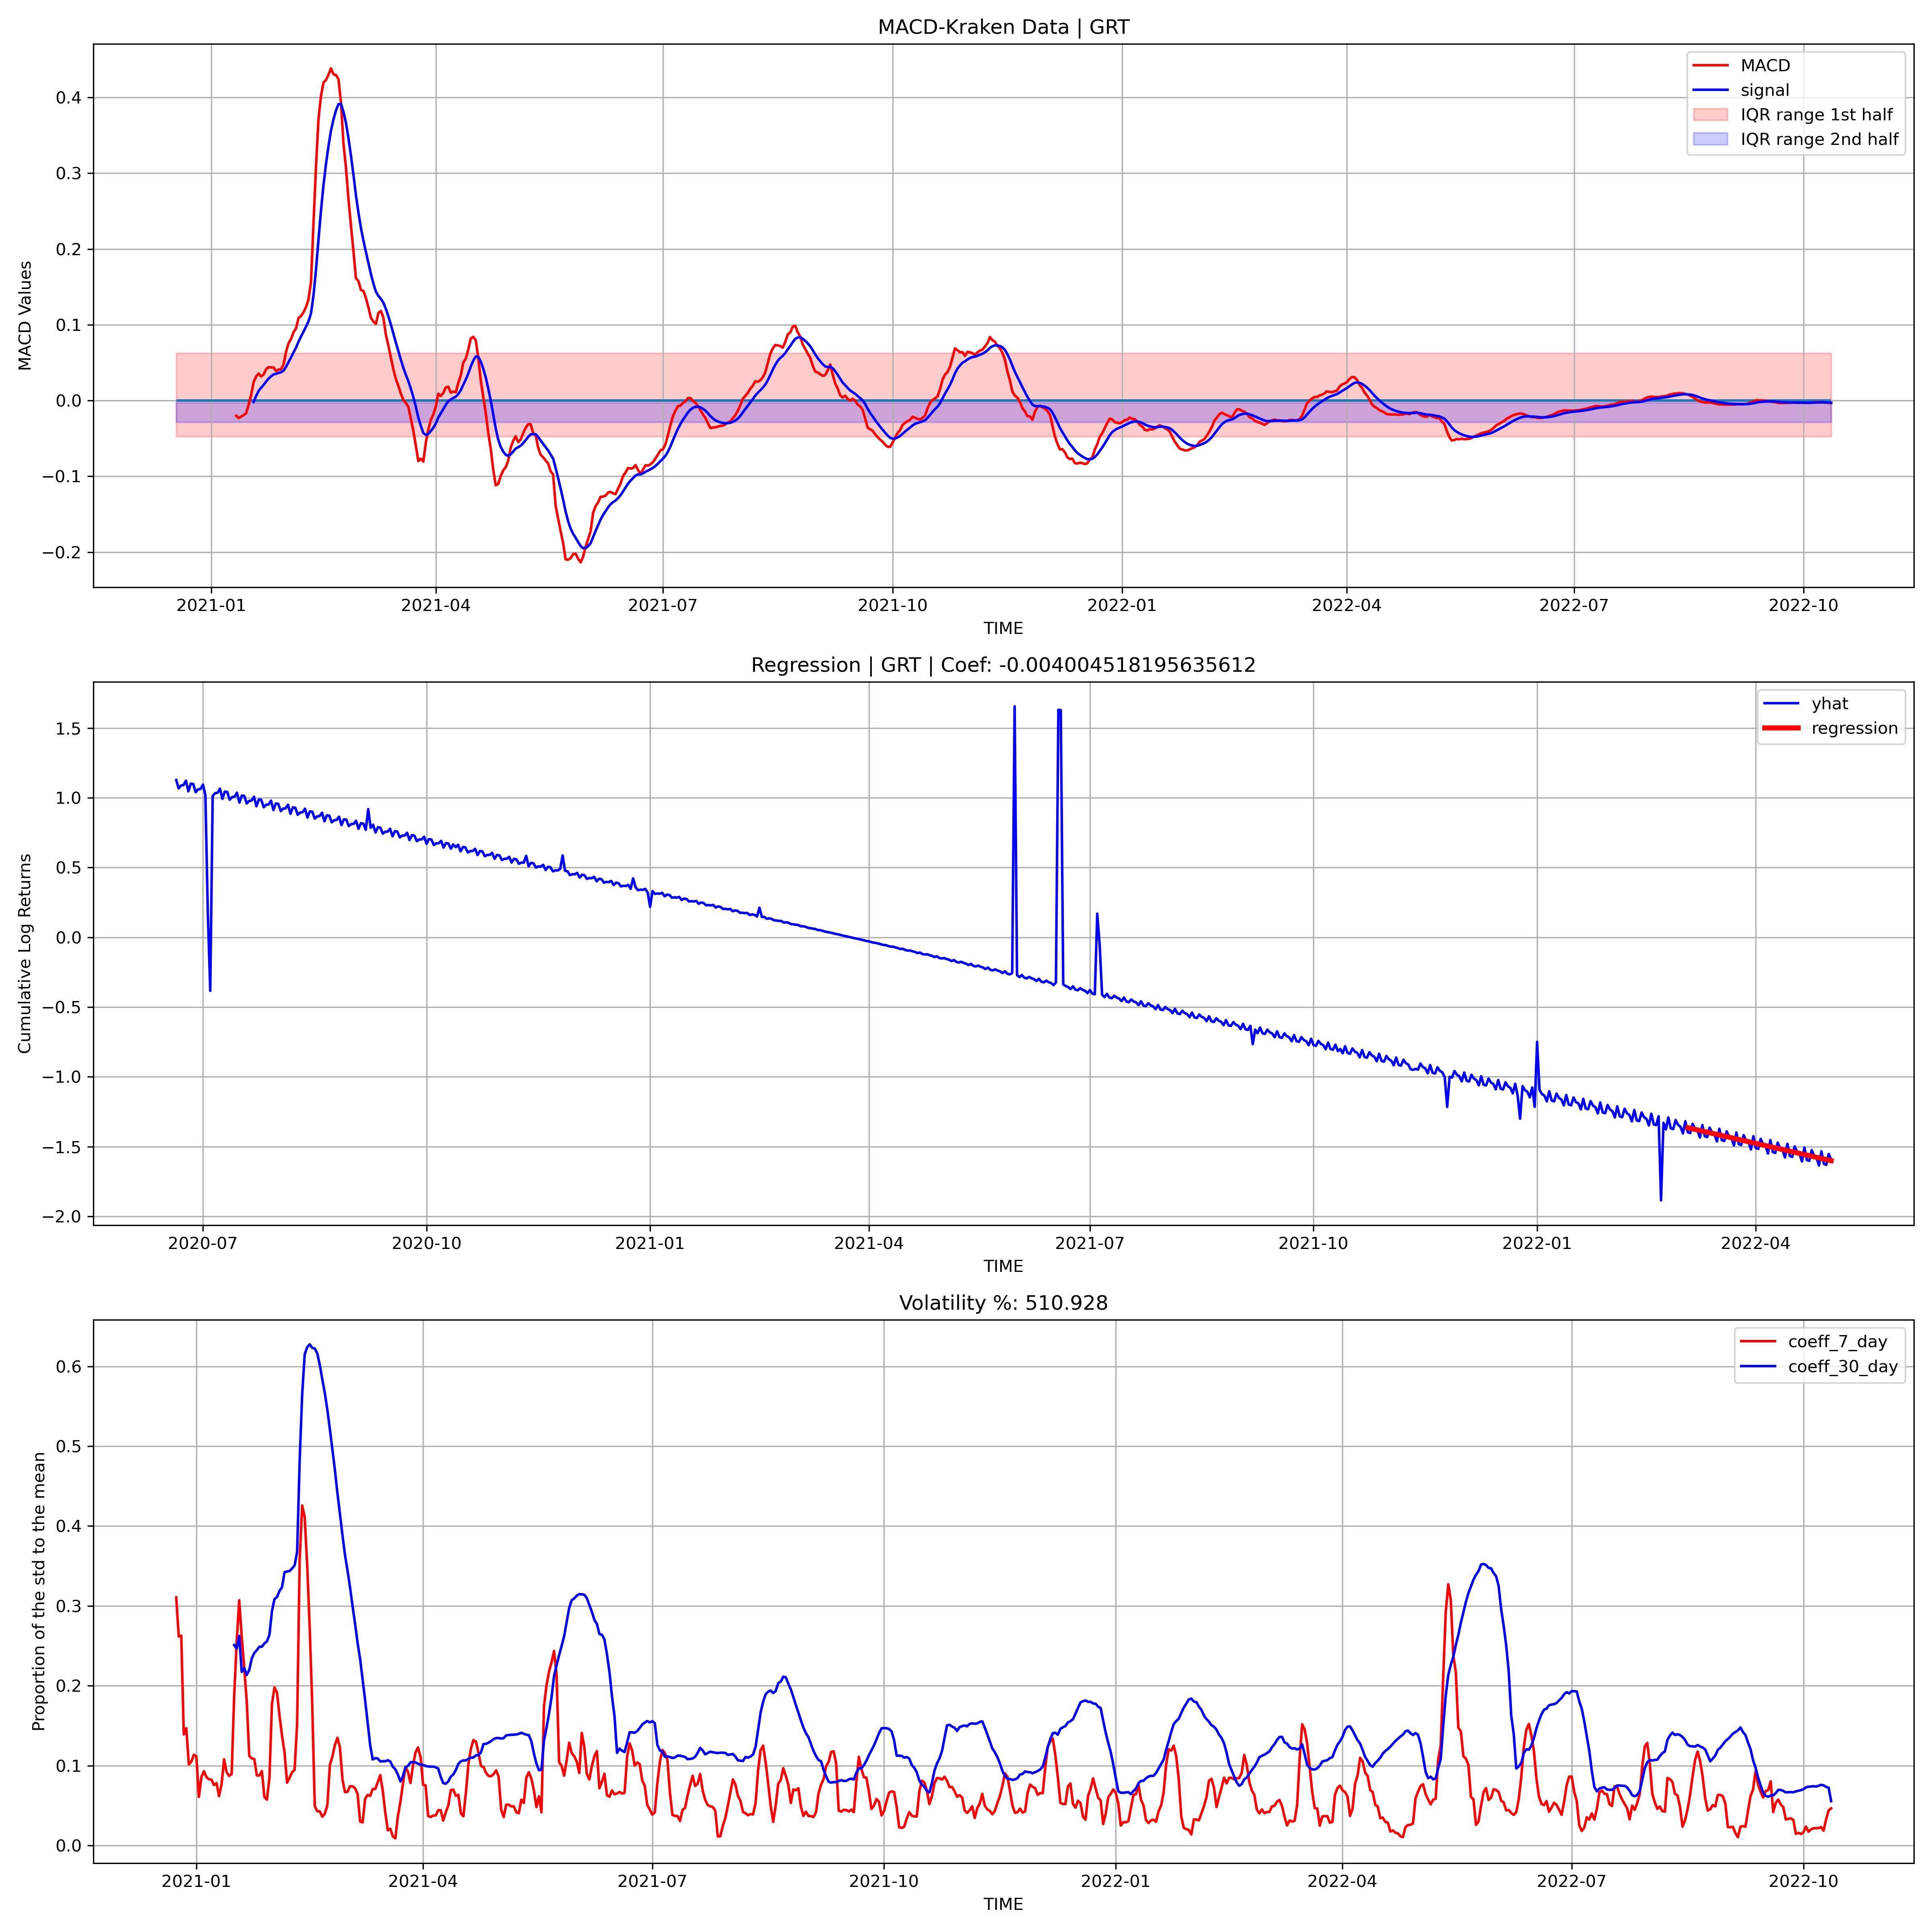 MACD-Kraken Data | GRT
MACD
signal
IQR range 1st half
IQR range 2nd half
MACD Values
0.4
0.3
0.2
0.1
0.0
−0.1
−0.2
2021-01 2021-04 2021-07 2021-10 2022-01 2022-04 2022-07 2022-10
TIME
Regression | GRT | Coef: -0.004004518195635612
yhat
regression
Cumulative Log Returns
1.5
1.0
0.5
0.0
−0.5
−1.0
−1.5
−2.0
2020-07 2020-10 2021-01 2021-04 2021-07 2021-10 2022-01 2022-04
TIME
Volatility %: 510.928
coeff_7_day
coeff_30_day
Proportion of the std to the mean
0.6
0.5
0.4
0.3
0.2
0.1
0.0
2021-01 2021-04 2021-07 2021-10 2022-01 2022-04 2022-07 2022-10
TIME